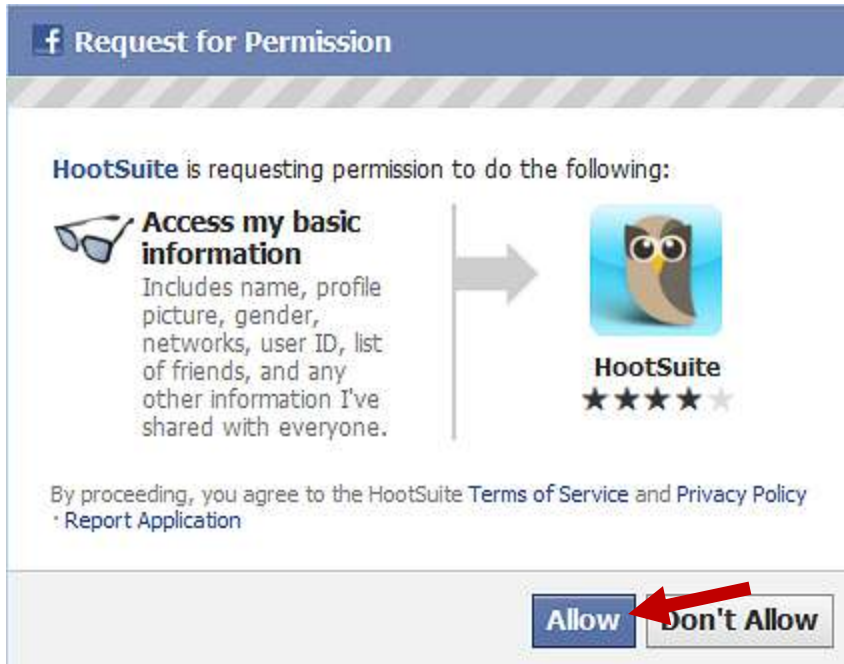 f Request for Permission
HootSuite is requesting permission to do the following:
Access my basic
information
Includes name, profile
picture, gender,
networks, user ID, list
of friends, and any
other information I've
shared with everyone.
HootSuite
By proceeding, you agree to the HootSuite Terms of Service and Privacy Policy
· Report Application
Allow
Don't Allow